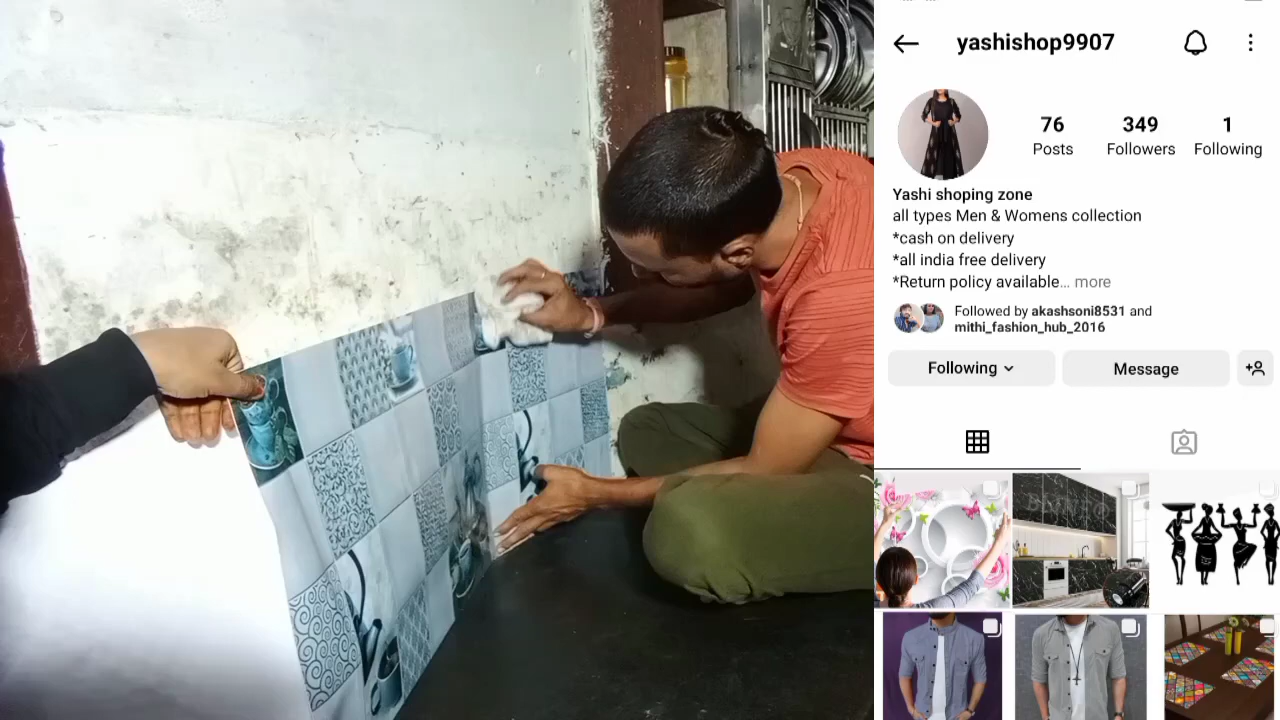 yashishop9907
76 349 1
Posts Followers Following
Yashi shoping zone
all types Men & Womens collection
*cash on delivery
*all india free delivery
*Return policy available... more
Followed by akashsoni8531 and
mithi_fashion_hub_2016
Following
Message